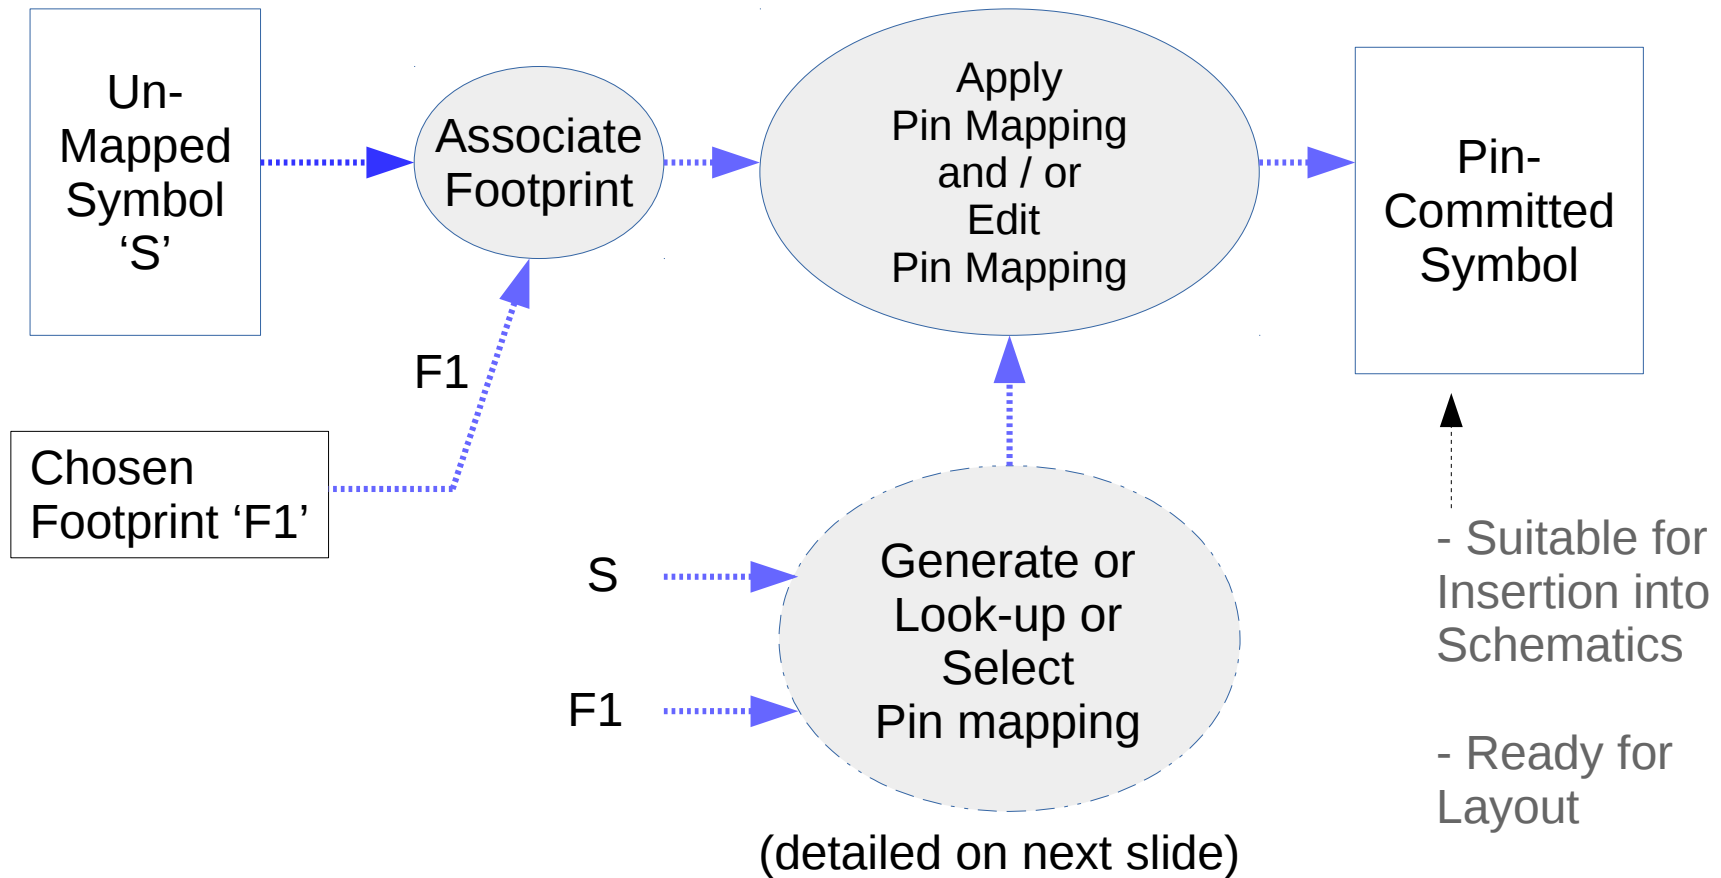 Un-
Mapped
Symbol
‘S’
Associate
Footprint
Apply
Pin Mapping
and / or
Edit
Pin Mapping
Pin-
Committed
Symbol
F1
Chosen
Footprint ‘F1’
S
F1
Generate or
Look-up or
Select
Pin mapping
(detailed on next slide)
- Suitable for
Insertion into
Schematics
- Ready for
Layout